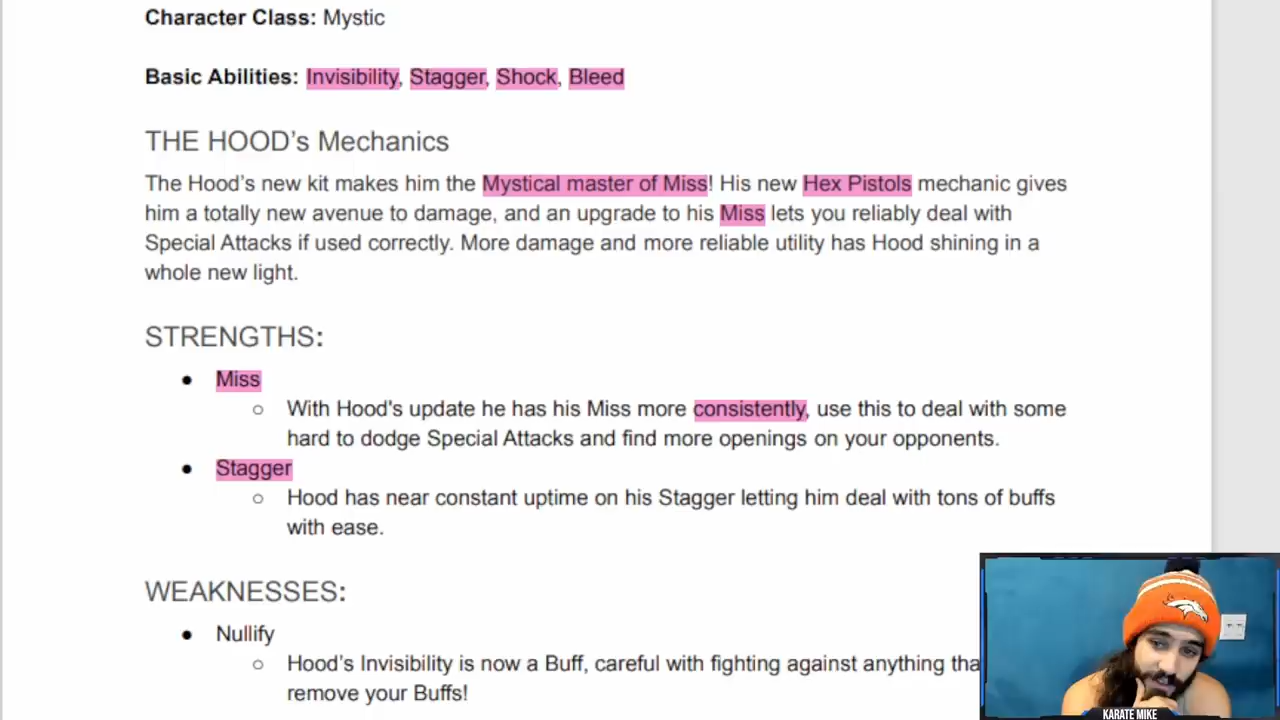 Character Class: Mystic
Basic Abilities: Invisibility, Stagger, Shock, Bleed
THE HOOD's Mechanics
The Hood's new kit makes him the Mystical master of Miss! His new Hex Pistols mechanic gives
him a totally new avenue to damage, and an upgrade to his Miss lets you reliably deal with
Special Attacks if used correctly. More damage and more reliable utility has Hood shining in a
whole new light.
STRENGTHS:
● Miss
○ With Hood's update he has his Miss more consistently, use this to deal with some
hard to dodge Special Attacks and find more openings on your opponents.
● Stagger
○ Hood has near constant uptime on his Stagger letting him deal with tons of buffs
with ease.
WEAKNESSES:
● Nullify
○ Hood's Invisibility is now a Buff, careful with fighting against anything
remove your Buffs!
KARATE MIKE